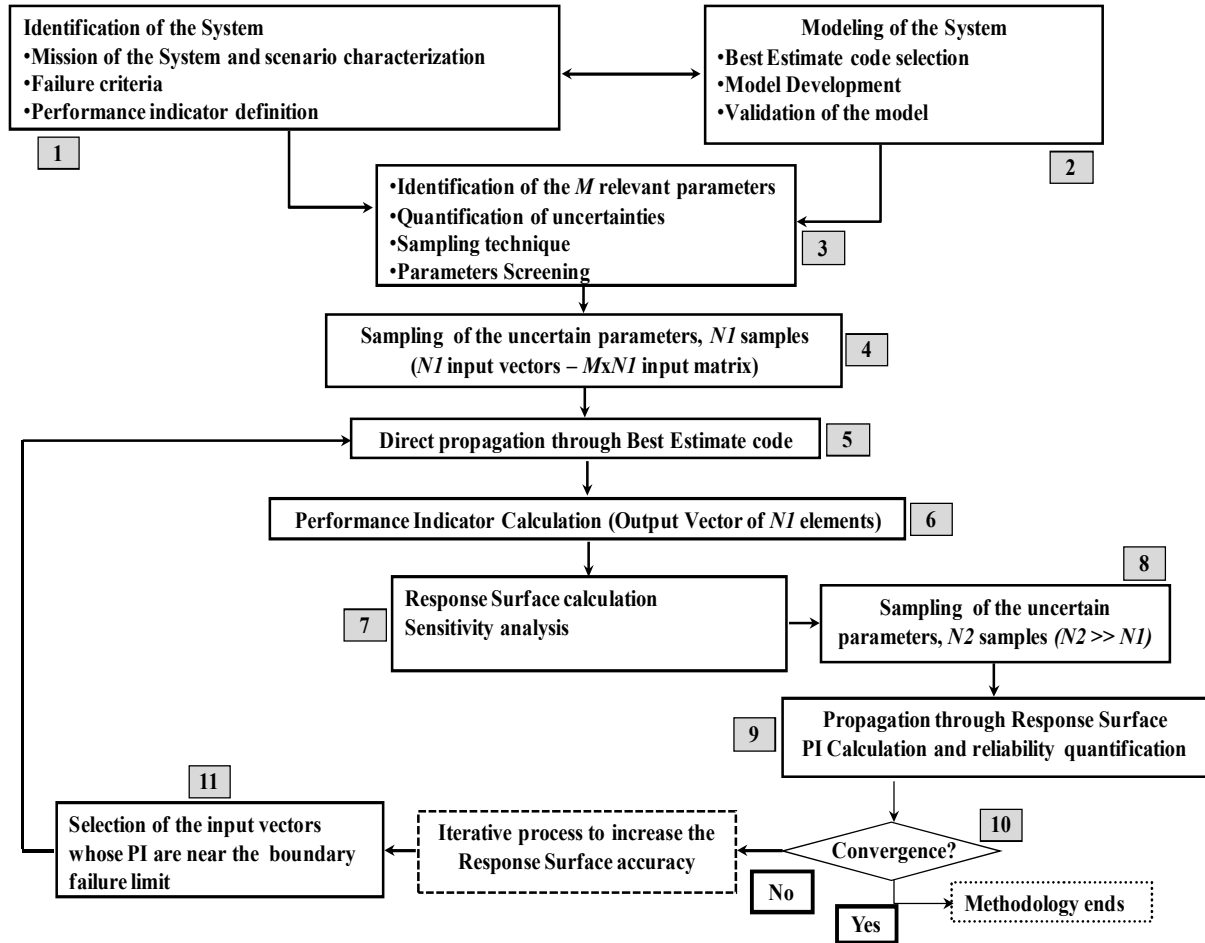 Identification of the System
•Mission of the System and scenario characterization
•Failure criteria
•Performance indicator definition
1
Modeling of the System
•Best Estimate code selection
•Model Development
•Validation of the model
2
•Identification of the M relevant parameters
•Quantification of uncertainties
•Sampling technique
•Parameters Screening
3
Sampling of the uncertain parameters, N1 samples
(N1 input vectors – MxN1 input matrix)
4
Direct propagation through Best Estimate code
5
Performance Indicator Calculation (Output Vector of N1 elements)
6
Response Surface calculation
Sensitivity analysis
7
8
Sampling of the uncertain
parameters, N2 samples (N2 >> N1)
9
Propagation through Response Surface
PI Calculation and reliability quantification
10
Convergence?
No
Yes
Methodology ends
Iterative process to increase the
Response Surface accuracy
11
Selection of the input vectors
whose PI are near the boundary
failure limit